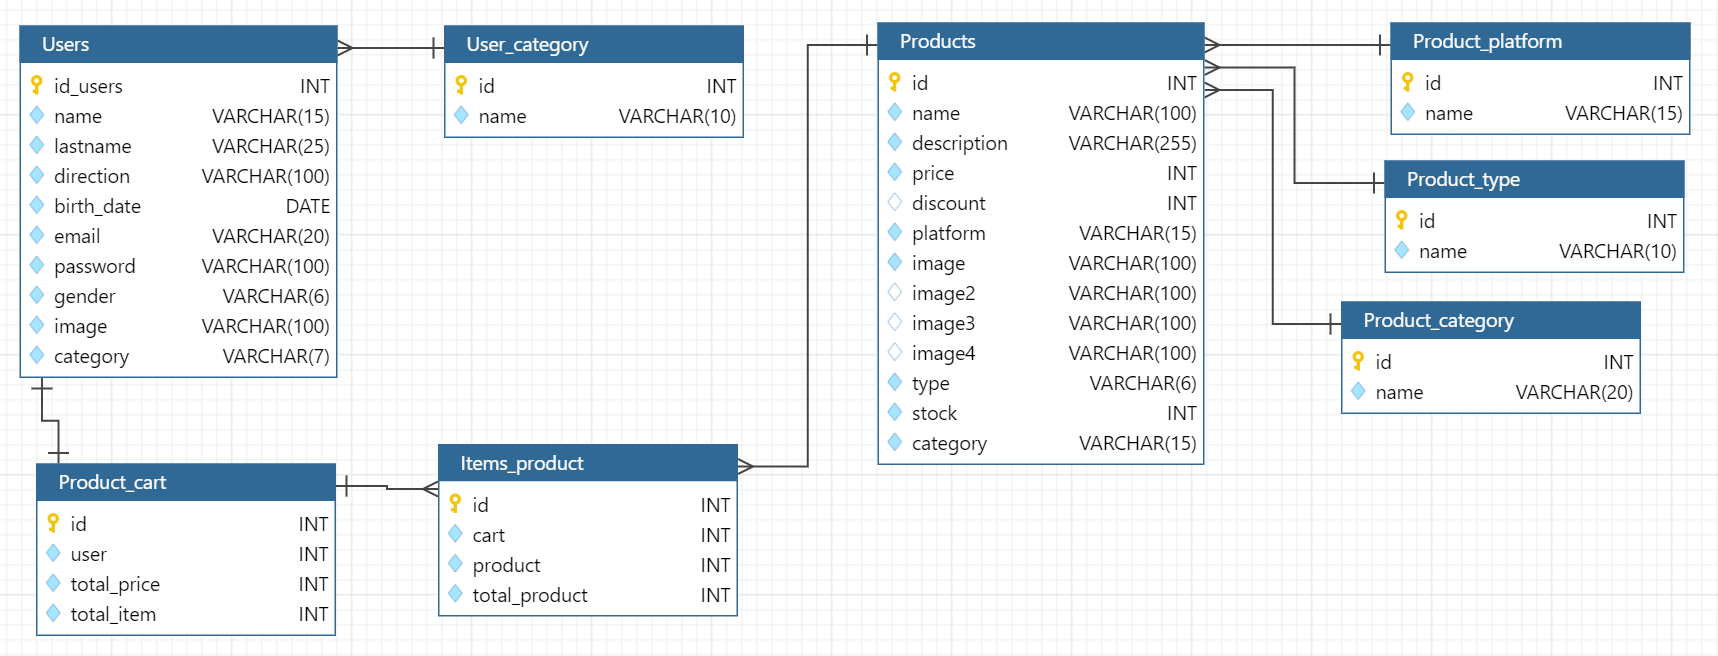 Users
id_users INT
name VARCHAR(15)
lastname VARCHAR(25)
direction VARCHAR(100)
birth_date DATE
email VARCHAR(20)
password VARCHAR(100)
gender VARCHAR(6)
image VARCHAR(100)
category VARCHAR(7)
User_category
id INT
name VARCHAR(10)
Products
id INT
name VARCHAR(100)
description VARCHAR(255)
price INT
discount INT
platform VARCHAR(15)
image VARCHAR(100)
image2 VARCHAR(100)
image3 VARCHAR(100)
image4 VARCHAR(100)
type VARCHAR(6)
stock INT
category VARCHAR(15)
Product_platform
id INT
name VARCHAR(15)
Product_type
id INT
name VARCHAR(10)
Product_category
id INT
name VARCHAR(20)
Product_cart
id INT
user INT
total_price INT
total_item INT
Items_product
id INT
cart INT
product INT
total_product INT